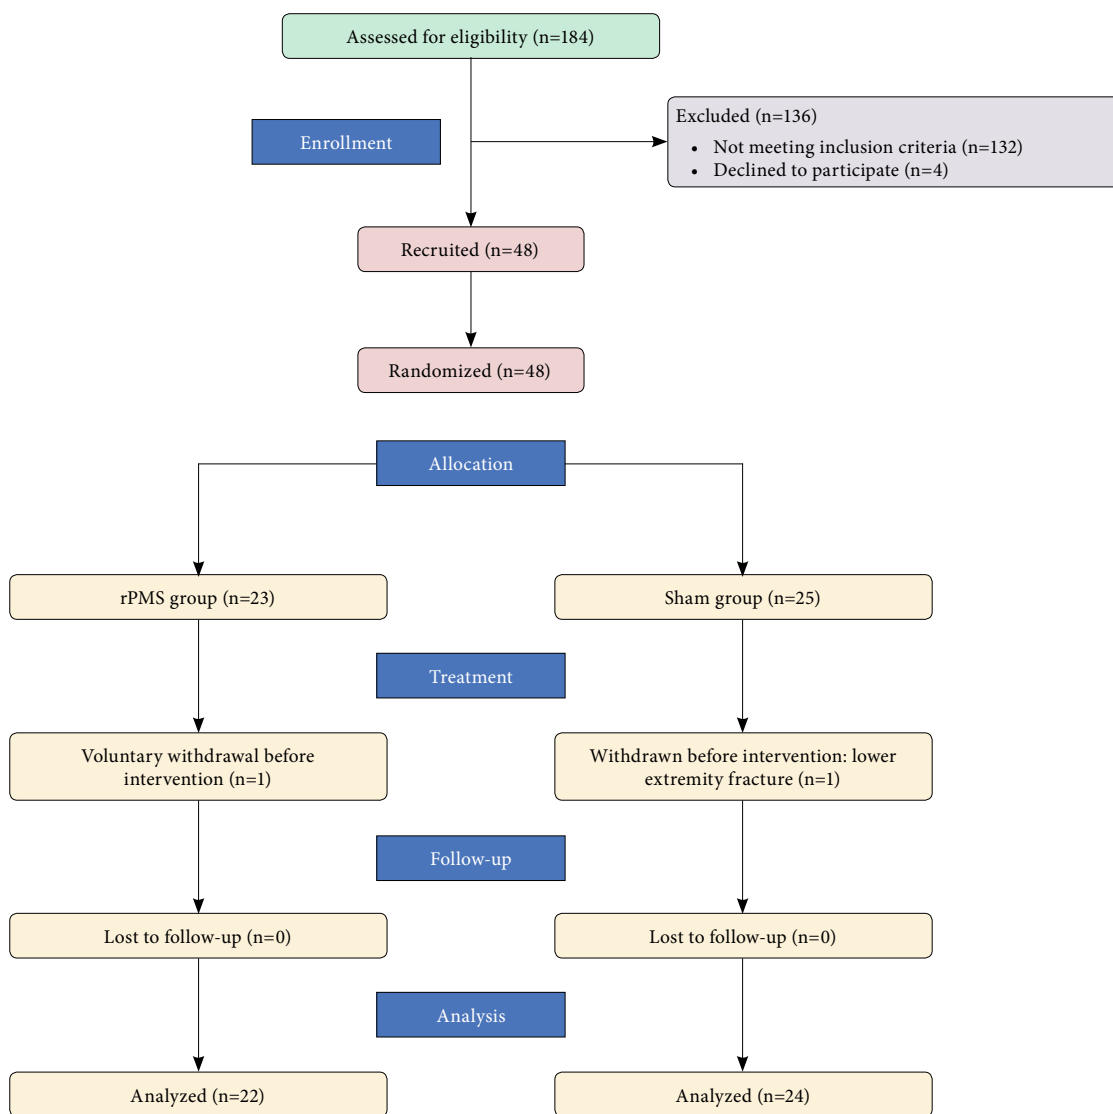 Assessed for eligibility (n=184)
Enrollment
Excluded (n=136)
• Not meeting inclusion criteria (n=132)
• Declined to participate (n=4)
Recruited (n=48)
Randomized (n=48)
Allocation
rPMS group (n=23)
Sham group (n=25)
Treatment
Voluntary withdrawal before
intervention (n=1)
Withdrawn before intervention: lower
extremity fracture (n=1)
Follow-up
Lost to follow-up (n=0)
Lost to follow-up (n=0)
Analysis
Analyzed (n=22)
Analyzed (n=24)